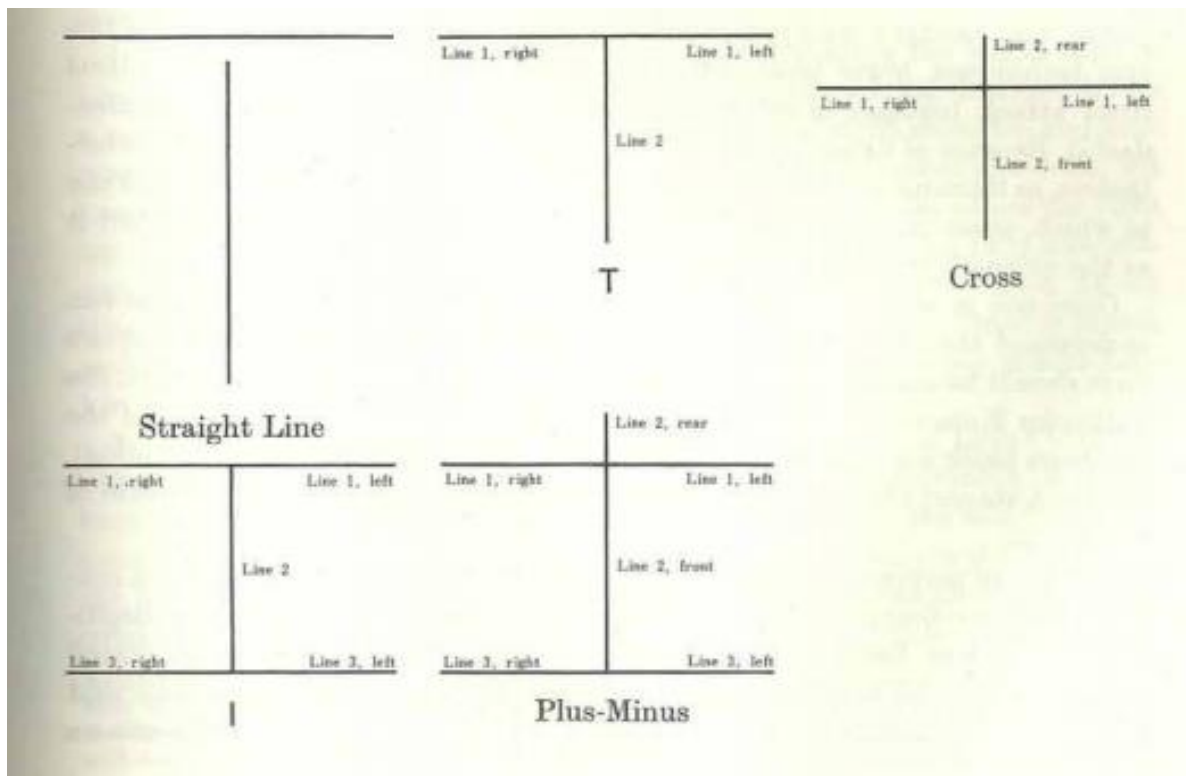 Line 1, right
Line 1, left
Line 2
T
Line 2, rear
Line 1, right
Line 1, left
Line 2, front
Cross
Straight Line
Line 1, right
Line 1, left
Line 2
Line 3, right
Line 3, left
I
Line 2, rear
Line 1, right
Line 1, left
Line 2, front
Line 3, right
Line 3, left
Plus-Minus